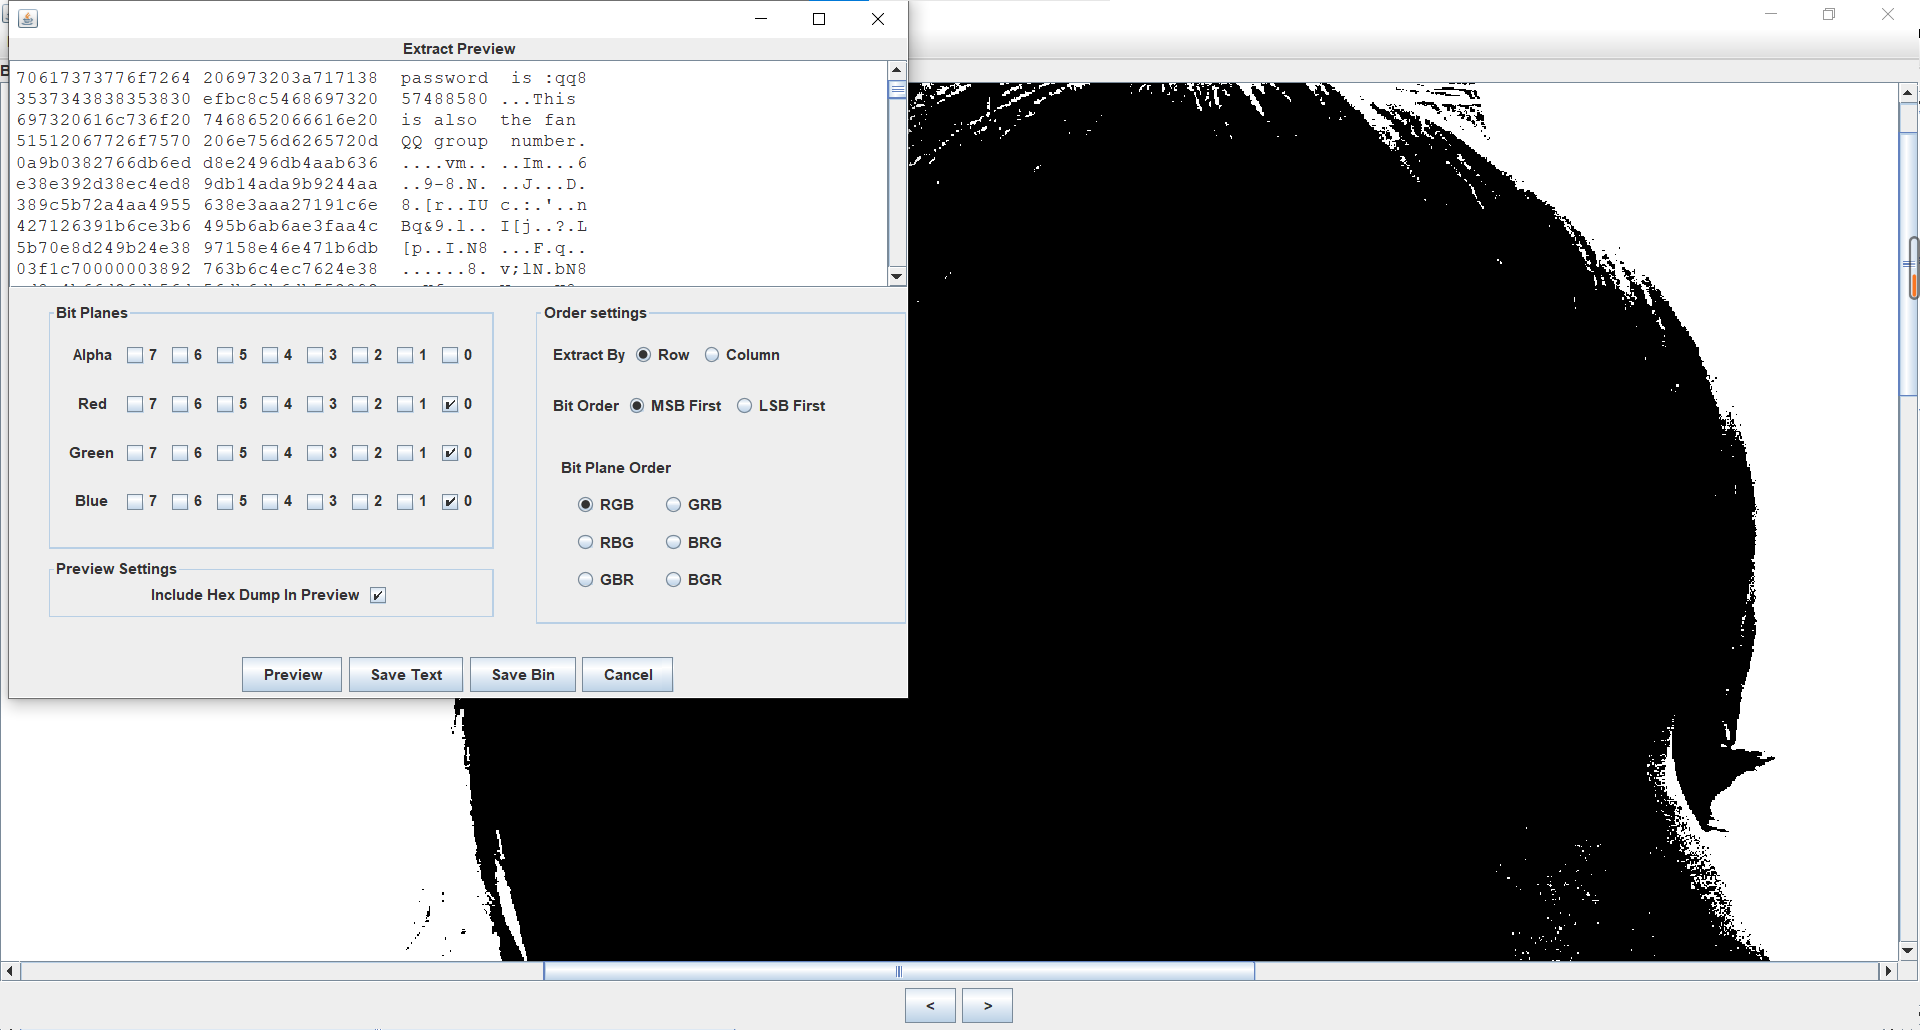 Extract Preview
70617373776f7264 206973203a717138 password is :qq8
3537343838353830 efbc8c5468697320 57488580 ...This
697320616c736f20 7468652066616e20 is also the fan
51512067726f7570 206e756d6265720d QQ group number.
0a9b0382766db6ed d8e2496db4aab636 ....vm.. ..Im...6
e38e392d38ec4ed8 9db14ada9b9244aa ..9-8.N. ..J...D.
389c5b72a4aa4955 638e3aaa27191c6e 8.[r..IU c.:.'..n
427126391b6ce3b6 495b6ab6ae3faa4c Bq&9.l.. I[j..?.L
5b70e8d249b24e38 97158e46e471b6db [p..I.N8 ...F.q..
03f1c70000003892 763b6c4ec7624e38 ......8. v;lN.bN8
Bit Planes
Alpha 7 6 5 4 3 2 1 0
Red 7 6 5 4 3 2 1 0
Green 7 6 5 4 3 2 1 0
Blue 7 6 5 4 3 2 1 0
Preview Settings
Include Hex Dump In Preview
Order settings
Extract By Row Column
Bit Order MSB First LSB First
Bit Plane Order
RGB GRB
RBG BRG
GBR BGR
Preview Save Text Save Bin Cancel
< >